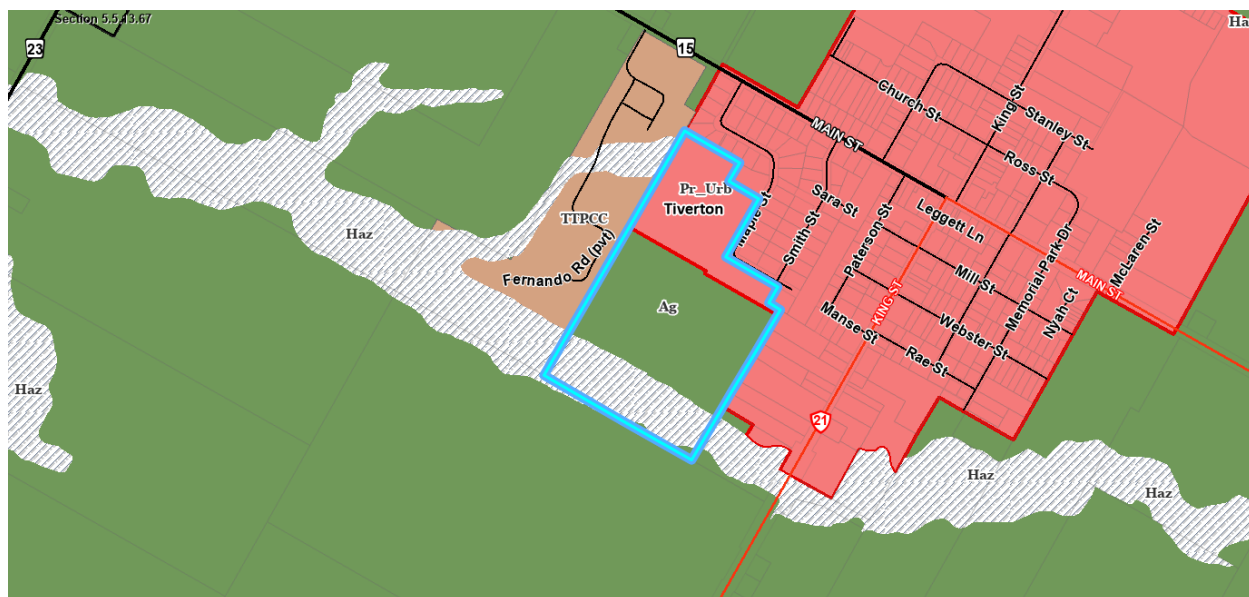 Section 5.5.13.67
Ha
23
15
Church St
King St
Stanley St
MAIN ST
Ross St
Pr_Urb
Tiverton
Maple St
Sara St
Smith St
Leggett Ln
Paterson St
TTPCC
Haz
Fernando Rd (pvt)
Mill St
Memorial Park Dr
McLaren St
MAIN ST
Nyah Ct
KING ST
Ag
Manse St
Webster St
Rae St
Haz
21
Haz
Haz